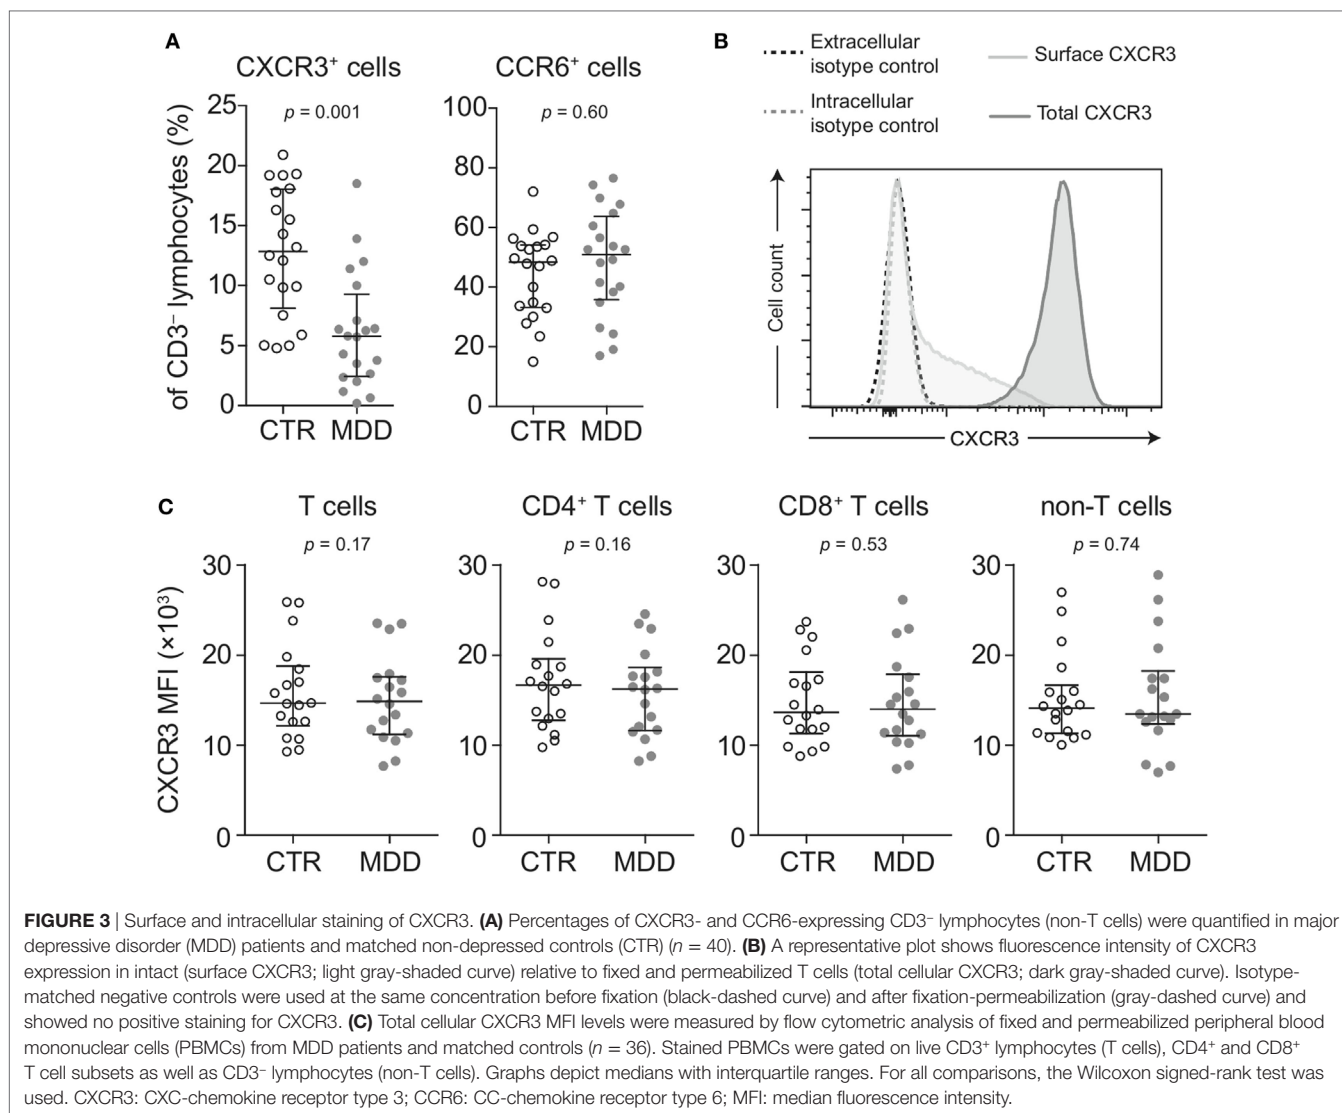 A
CXCR3⁺ cells
CCR6⁺ cells
p = 0.001
p = 0.60
of CD3⁻ lymphocytes (%)
25
20
15
10
5
0
100
80
60
40
20
0
CTR MDD
CTR MDD
B
Extracellular
isotype control
Surface CXCR3
Intracellular
isotype control
Total CXCR3
Cell count
CXCR3
C
T cells
CD4⁺ T cells
CD8⁺ T cells
non-T cells
p = 0.17
p = 0.16
p = 0.53
p = 0.74
CXCR3 MFI (×10³)
30
20
10
0
30
20
10
0
30
20
10
0
30
20
10
0
CTR MDD
CTR MDD
CTR MDD
CTR MDD
FIGURE 3 | Surface and intracellular staining of CXCR3. (A) Percentages of CXCR3- and CCR6-expressing CD3⁻ lymphocytes (non-T cells) were quantified in major
depressive disorder (MDD) patients and matched non-depressed controls (CTR) (n = 40). (B) A representative plot shows fluorescence intensity of CXCR3
expression in intact (surface CXCR3; light gray-shaded curve) relative to fixed and permeabilized T cells (total cellular CXCR3; dark gray-shaded curve). Isotype-
matched negative controls were used at the same concentration before fixation (black-dashed curve) and after fixation-permeabilization (gray-dashed curve) and
showed no positive staining for CXCR3. (C) Total cellular CXCR3 MFI levels were measured by flow cytometric analysis of fixed and permeabilized peripheral blood
mononuclear cells (PBMCs) from MDD patients and matched controls (n = 36). Stained PBMCs were gated on live CD3⁺ lymphocytes (T cells), CD4⁺ and CD8⁺
T cell subsets as well as CD3⁻ lymphocytes (non-T cells). Graphs depict medians with interquartile ranges. For all comparisons, the Wilcoxon signed-rank test was
used. CXCR3: CXC-chemokine receptor type 3; CCR6: CC-chemokine receptor type 6; MFI: median fluorescence intensity.